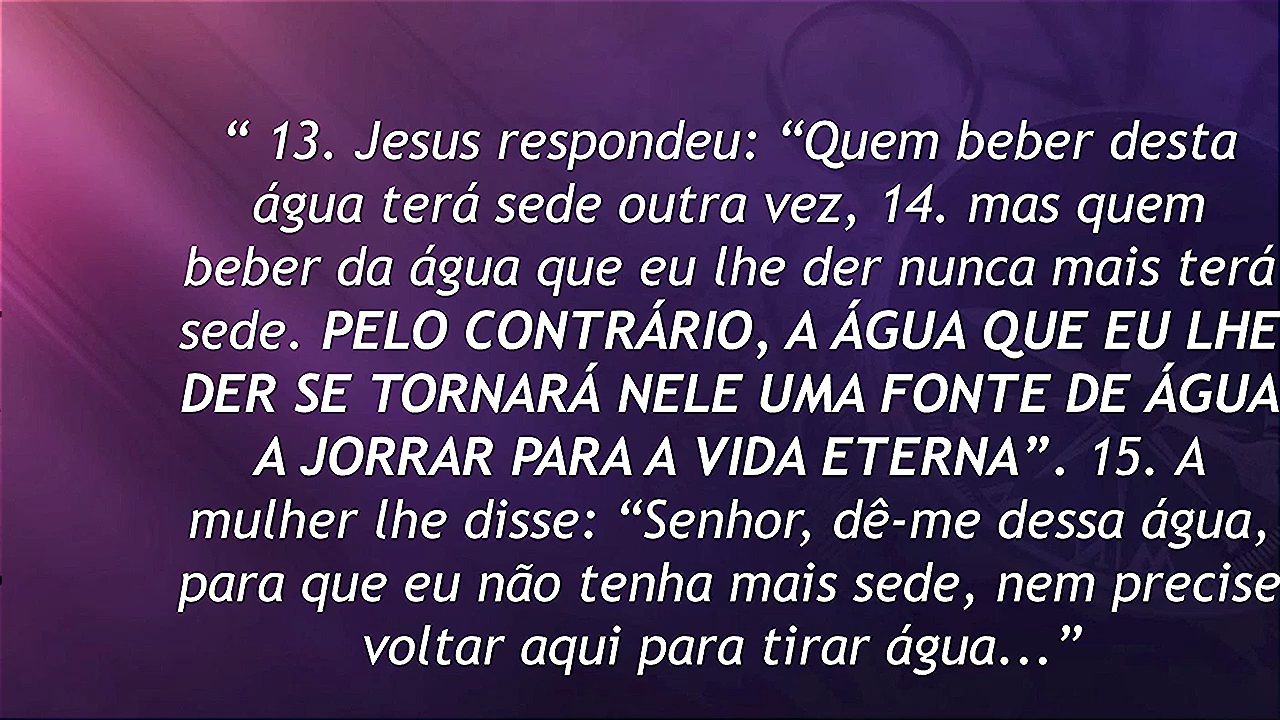 “ 13. Jesus respondeu: “Quem beber desta
água terá sede outra vez, 14. mas quem
beber da água que eu lhe der nunca mais terá
sede. PELO CONTRÁRIO, A ÁGUA QUE EU LHE
DER SE TORNARÁ NELE UMA FONTE DE ÁGUA
A JORRAR PARA A VIDA ETERNA”. 15. A
mulher lhe disse: “Senhor, dê-me dessa água,
para que eu não tenha mais sede, nem precise
voltar aqui para tirar água...”